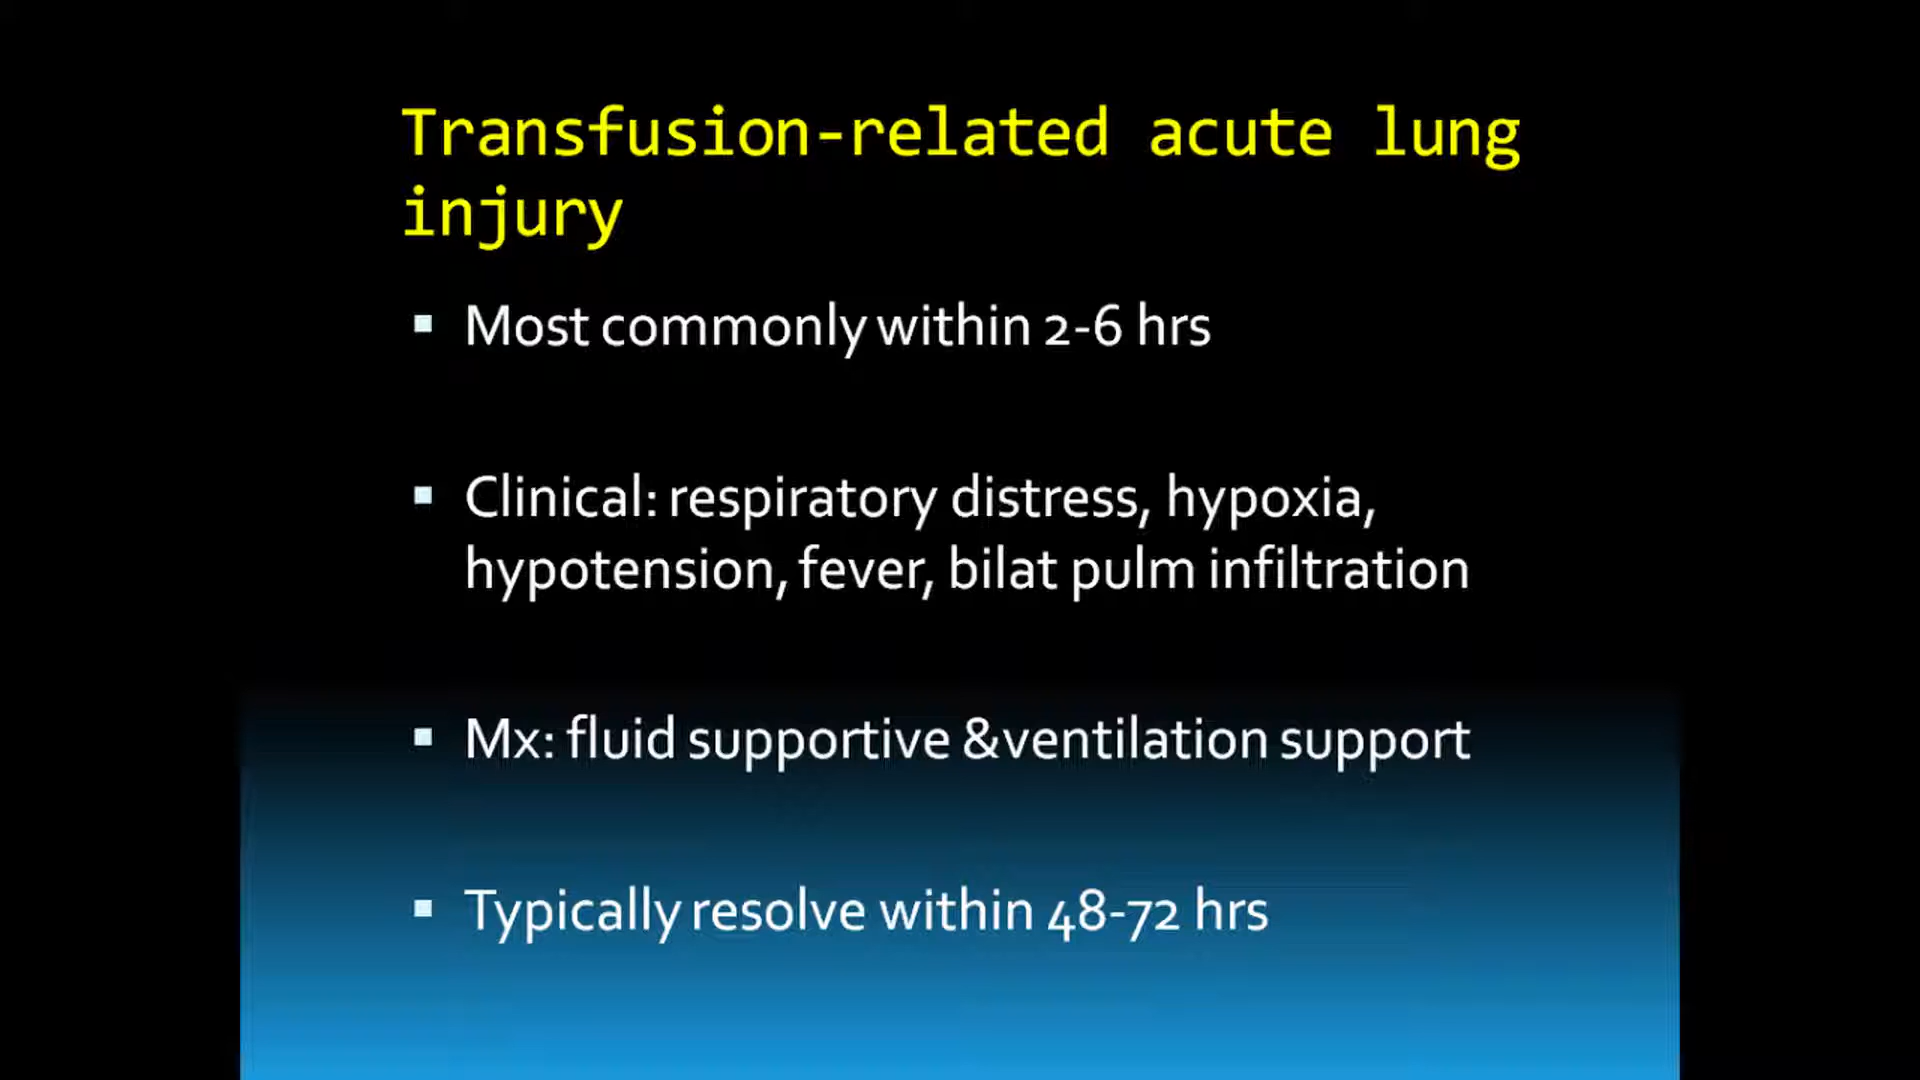 Transfusion-related acute lung
injury
▪ Most commonly within 2-6 hrs
▪ Clinical: respiratory distress, hypoxia,
hypotension, fever, bilat pulm infiltration
▪ Mx: fluid supportive &ventilation support
▪ Typically resolve within 48-72 hrs